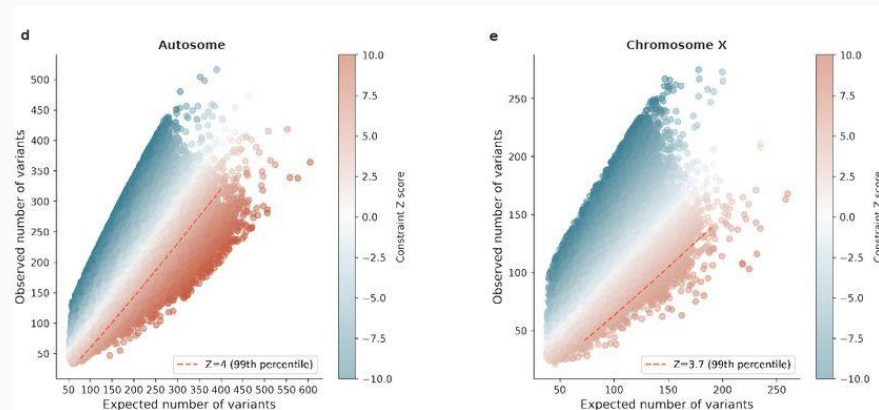 d
Autosome
Observed number of variants
500
450
400
350
300
250
200
150
100
50
50 100 150 200 250 300 350 400 450 500 550 600
Expected number of variants
Z=4 (99th percentile)
10.0
7.5
5.0
2.5
0.0
−2.5
−5.0
−7.5
−10.0
Constraint Z score
e
Chromosome X
Observed number of variants
250
200
150
100
50
50 100 150 200 250
Expected number of variants
Z=3.7 (99th percentile)
10.0
7.5
5.0
2.5
0.0
−2.5
−5.0
−7.5
−10.0
Constraint Z score